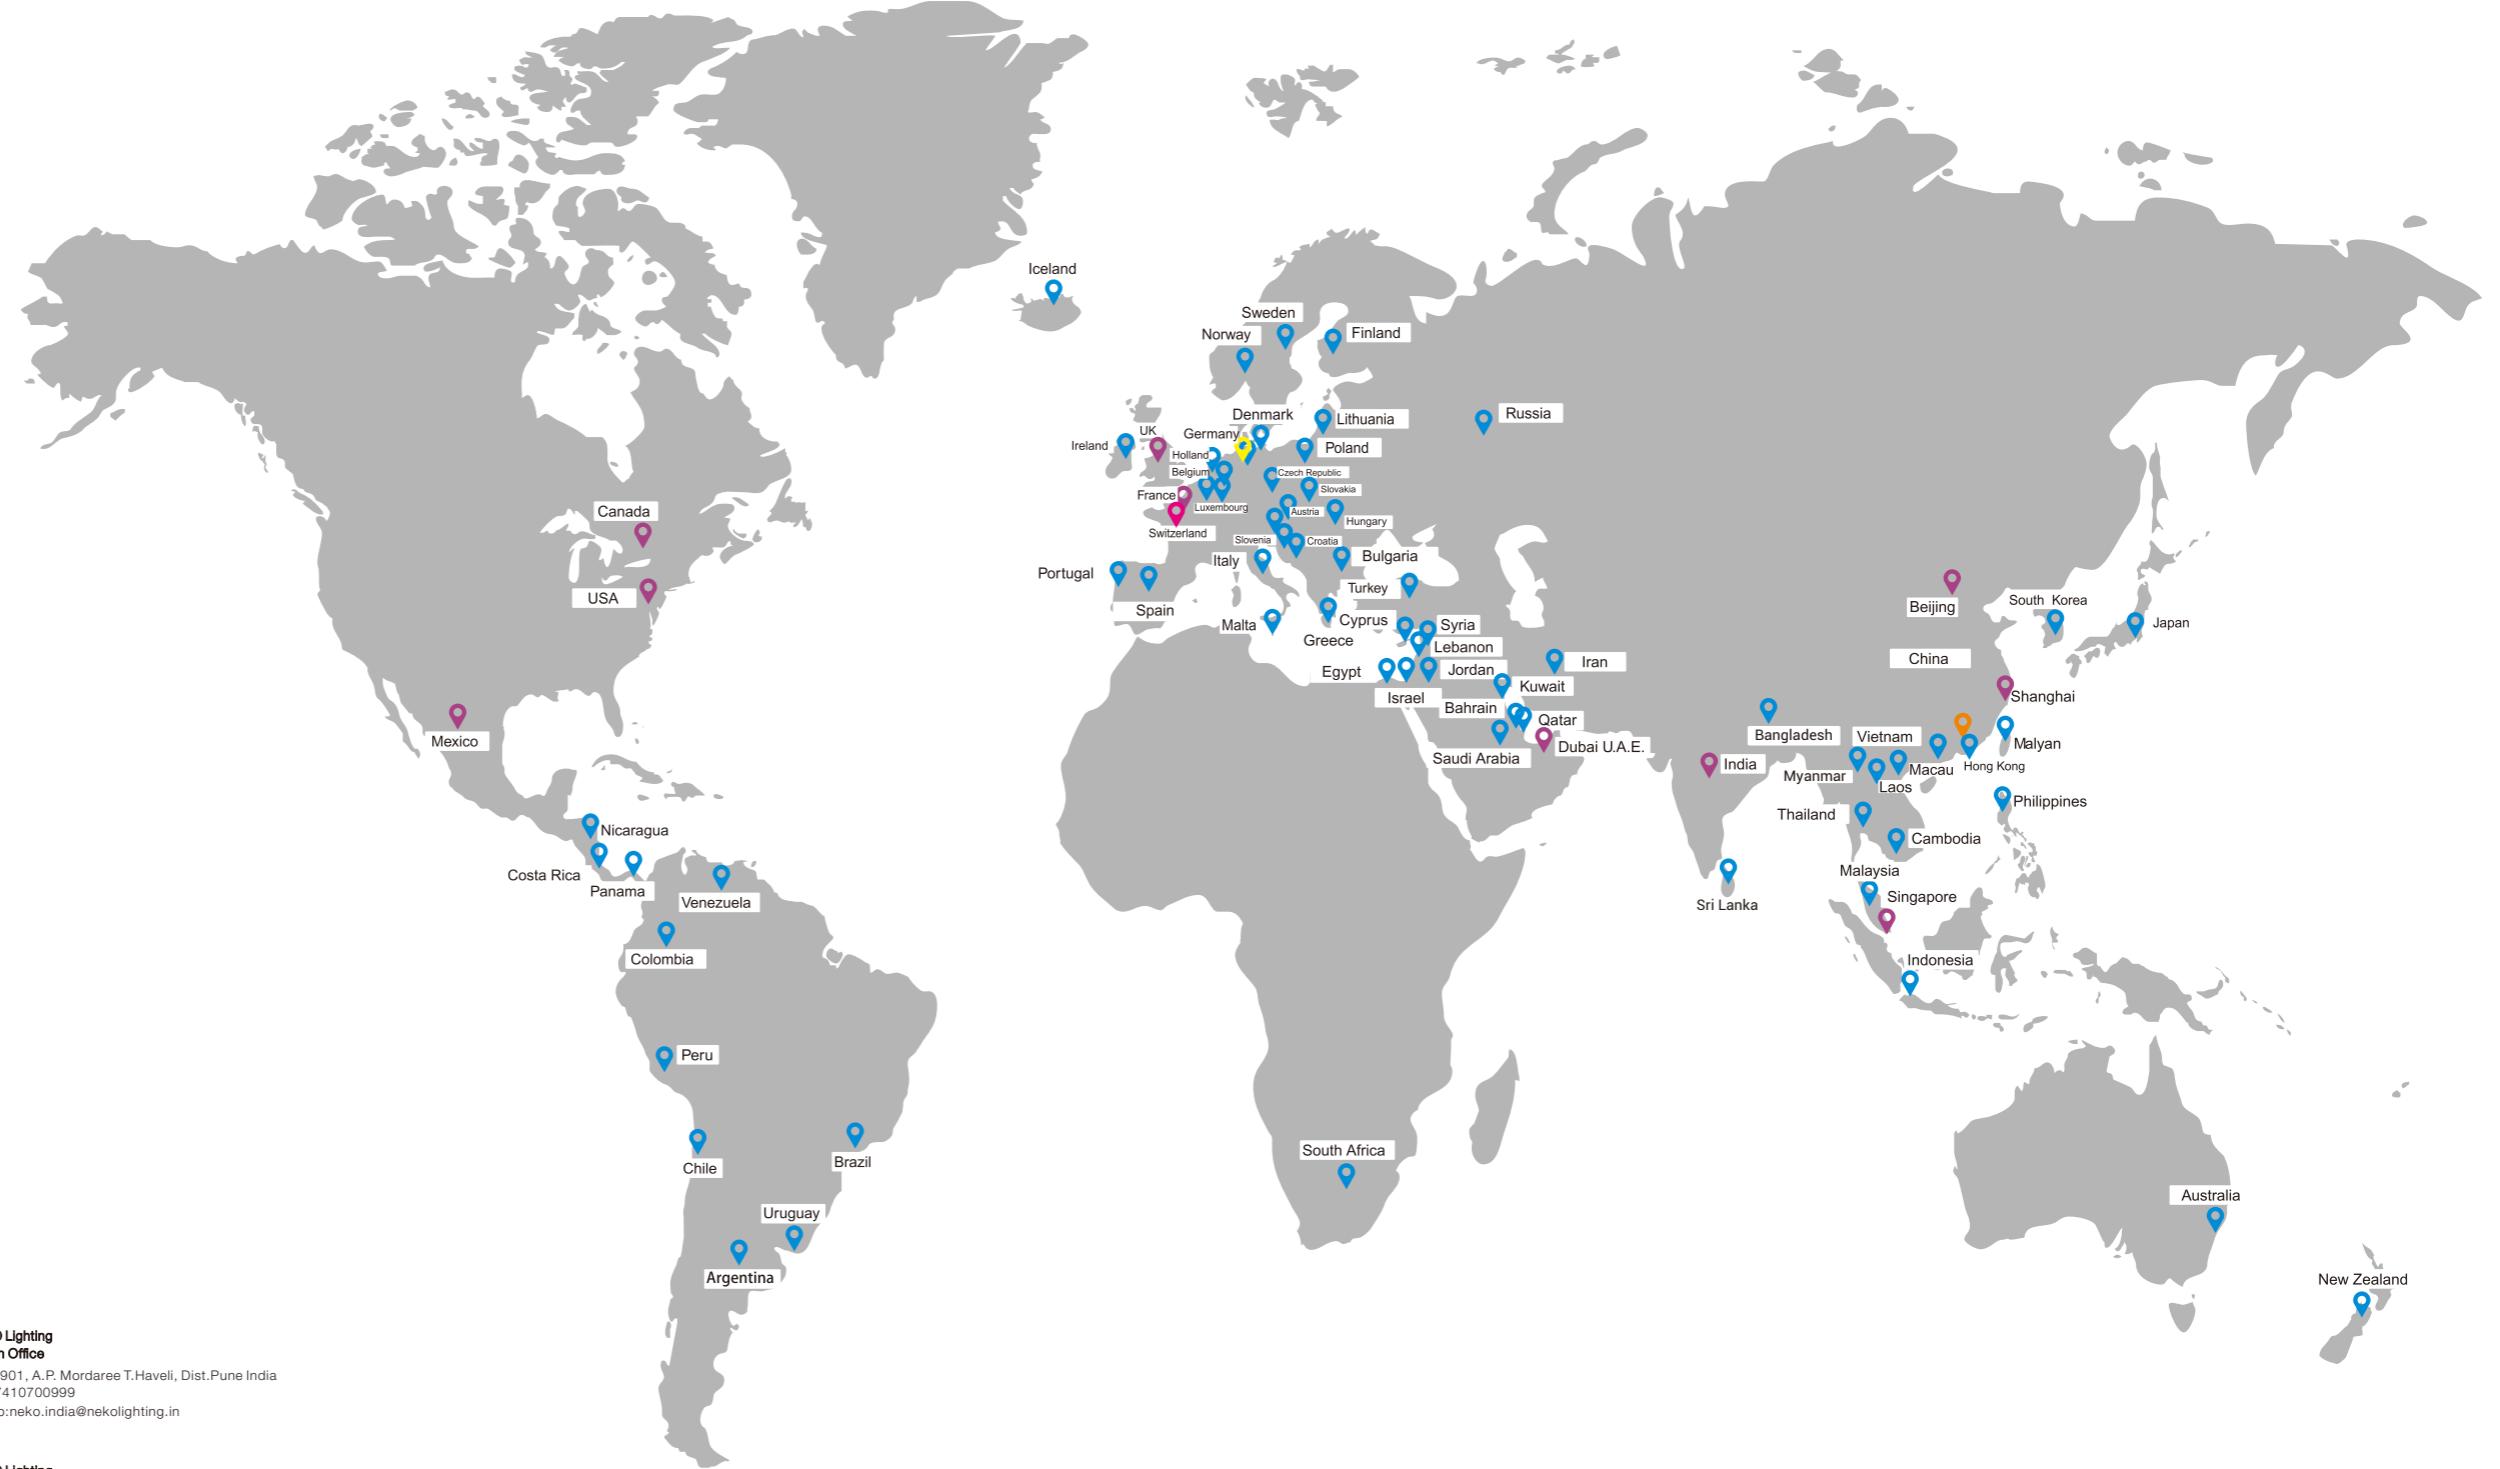 Iceland
Sweden
Norway
Finland
Denmark
Lithuania
Russia
UK
Germany
Ireland
Holland
Poland
Belgium
Czech Republic
Slovakia
France
Luxembourg
Austria
Hungary
Switzerland
Slovenia
Croatia
Canada
Italy
Bulgaria
Portugal
Turkey
USA
Spain
Beijing
South Korea
Malta
Cyprus
Syria
Japan
Greece
Lebanon
China
Egypt
Jordan
Iran
Kuwait
Israel
Shanghai
Bahrain
Qatar
Mexico
Bangladesh
Vietnam
Dubai U.A.E.
Malyan
Saudi Arabia
India
Myanmar
Macau
Hong Kong
Laos
Philippines
Thailand
Nicaragua
Cambodia
Costa Rica
Malaysia
Panama
Singapore
Venezuela
Sri Lanka
Colombia
Indonesia
Peru
South Africa
Brazil
Chile
Australia
Uruguay
Argentina
New Zealand
Lighting
Office
901, A.P. Mordaree T.Haveli, Dist.Pune India
7410700999
:neko.india@nekolighting.in